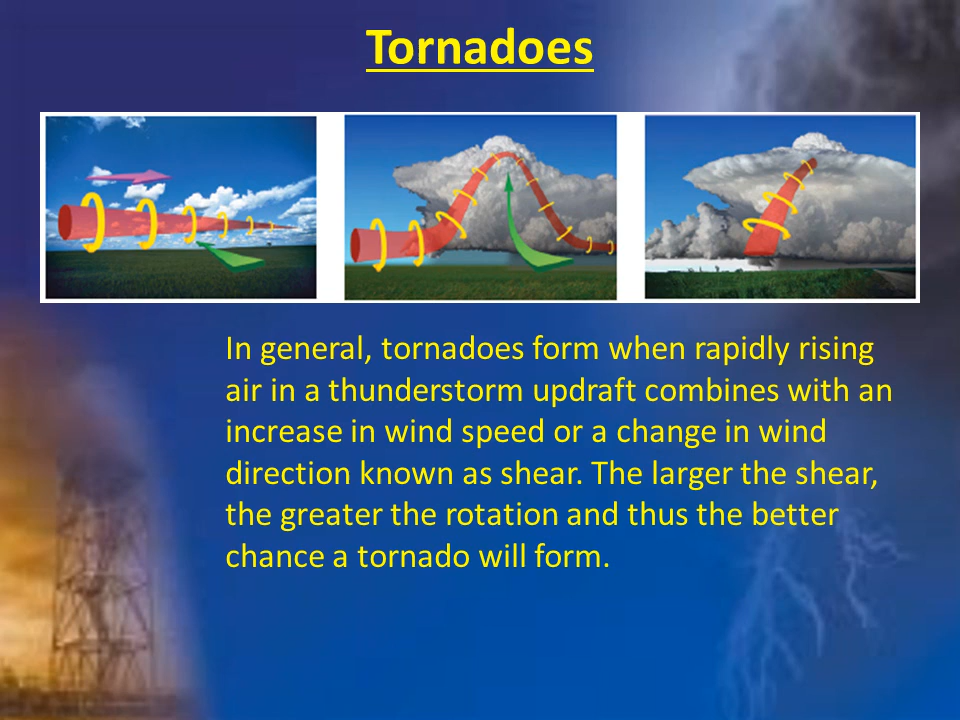 Tornadoes
In general, tornadoes form when rapidly rising
air in a thunderstorm updraft combines with an
increase in wind speed or a change in wind
direction known as shear. The larger the shear,
the greater the rotation and thus the better
chance a tornado will form.